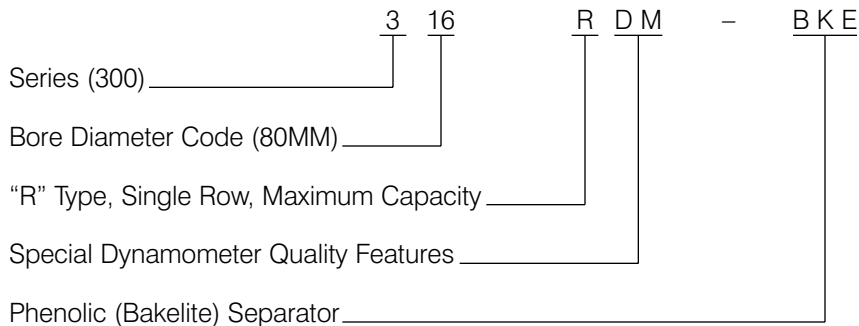 3 16 R D M – B K E
Series (300)
Bore Diameter Code (80MM)
“R” Type, Single Row, Maximum Capacity
Special Dynamometer Quality Features
Phenolic (Bakelite) Separator